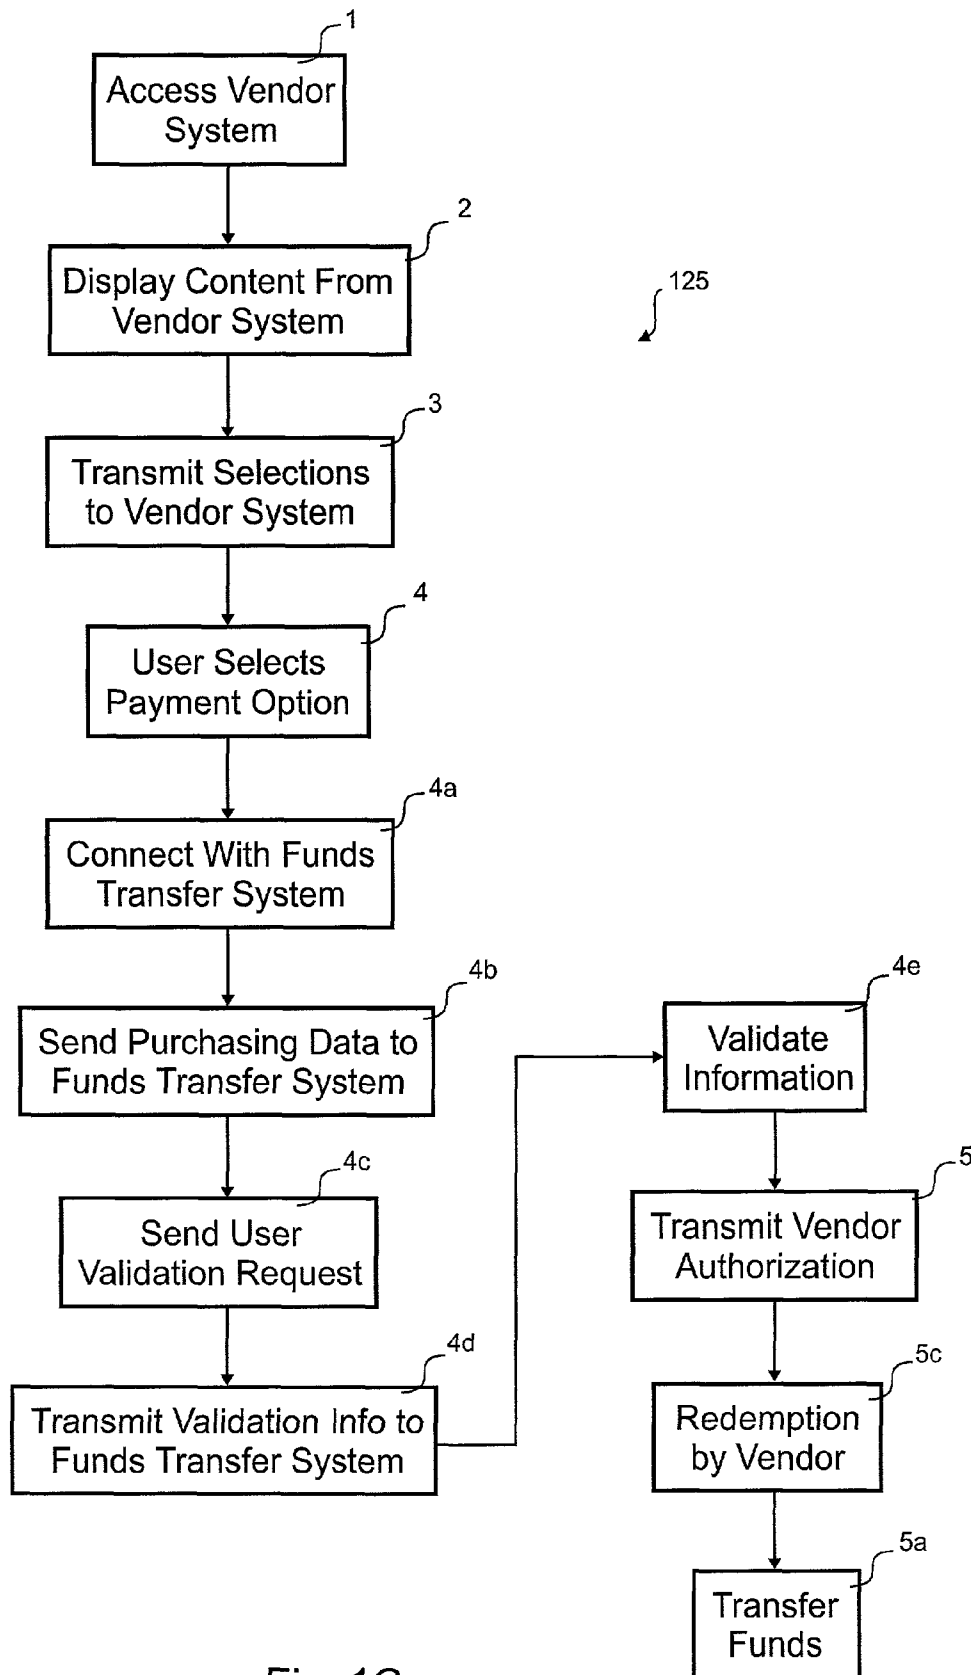 1
Access Vendor
System
2
Display Content From
Vendor System
125
3
Transmit Selections
to Vendor System
4
User Selects
Payment Option
4a
Connect With Funds
Transfer System
4b
Send Purchasing Data to
Funds Transfer System
4c
Send User
Validation Request
4d
Transmit Validation Info to
Funds Transfer System
4e
Validate
Information
5
Transmit Vendor
Authorization
5c
Redemption
by Vendor
5a
Transfer
Funds